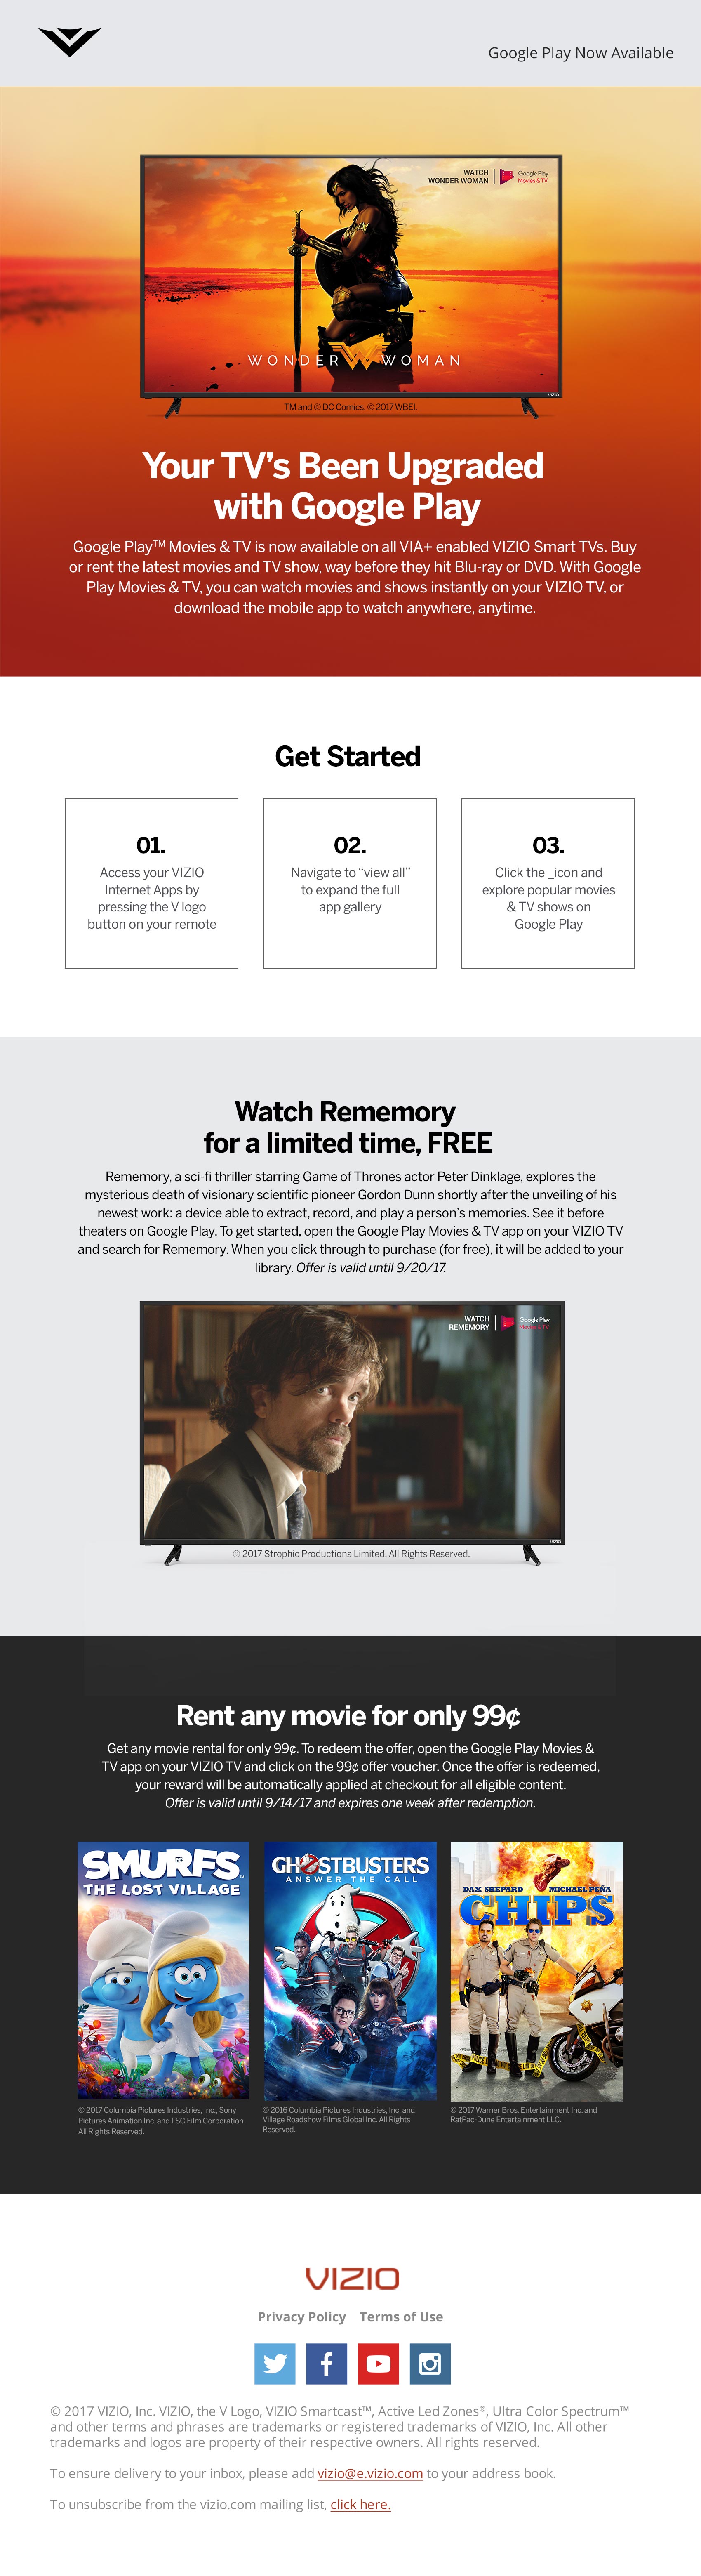 Google Play Now Available
WATCH
WONDER WOMAN
Google Play
Movies & TV
WONDER WOMAN
VIZIO
TM and © DC Comics. © 2017 WBEI.
Your TV’s Been Upgraded
with Google Play
Google Play™ Movies & TV is now available on all VIA+ enabled VIZIO Smart TVs. Buy
or rent the latest movies and TV show, way before they hit Blu-ray or DVD. With Google
Play Movies & TV, you can watch movies and shows instantly on your VIZIO TV, or
download the mobile app to watch anywhere, anytime.
Get Started
01.
Access your VIZIO
Internet Apps by
pressing the V logo
button on your remote
02.
Navigate to “view all”
to expand the full
app gallery
03.
Click the _icon and
explore popular movies
& TV shows on
Google Play
Watch Rememory
for a limited time, FREE
Rememory, a sci-fi thriller starring Game of Thrones actor Peter Dinklage, explores the
mysterious death of visionary scientific pioneer Gordon Dunn shortly after the unveiling of his
newest work: a device able to extract, record, and play a person’s memories. See it before
theaters on Google Play. To get started, open the Google Play Movies & TV app on your VIZIO TV
and search for Rememory. When you click through to purchase (for free), it will be added to your
library. Offer is valid until 9/20/17.
WATCH
REMEMORY
Google Play
Movies & TV
VIZIO
© 2017 Strophic Productions Limited. All Rights Reserved.
Rent any movie for only 99¢
Get any movie rental for only 99¢. To redeem the offer, open the Google Play Movies &
TV app on your VIZIO TV and click on the 99¢ offer voucher. Once the offer is redeemed,
your reward will be automatically applied at checkout for all eligible content.
Offer is valid until 9/14/17 and expires one week after redemption.
SMURFS™
THE LOST VILLAGE
© 2017 Columbia Pictures Industries, Inc., Sony
Pictures Animation Inc. and LSC Film Corporation.
All Rights Reserved.
GHOSTBUSTERS
ANSWER THE CALL
© 2016 Columbia Pictures Industries, Inc. and
Village Roadshow Films Global Inc. All Rights
Reserved.
DAX SHEPARD MICHAEL PEÑA
CHIPS
© 2017 Warner Bros. Entertainment Inc. and
RatPac-Dune Entertainment LLC.
VIZIO
Privacy Policy Terms of Use
© 2017 VIZIO, Inc. VIZIO, the V Logo, VIZIO Smartcast™, Active Led Zones®, Ultra Color Spectrum™
and other terms and phrases are trademarks or registered trademarks of VIZIO, Inc. All other
trademarks and logos are property of their respective owners. All rights reserved.
To ensure delivery to your inbox, please add vizio@e.vizio.com to your address book.
To unsubscribe from the vizio.com mailing list, click here.